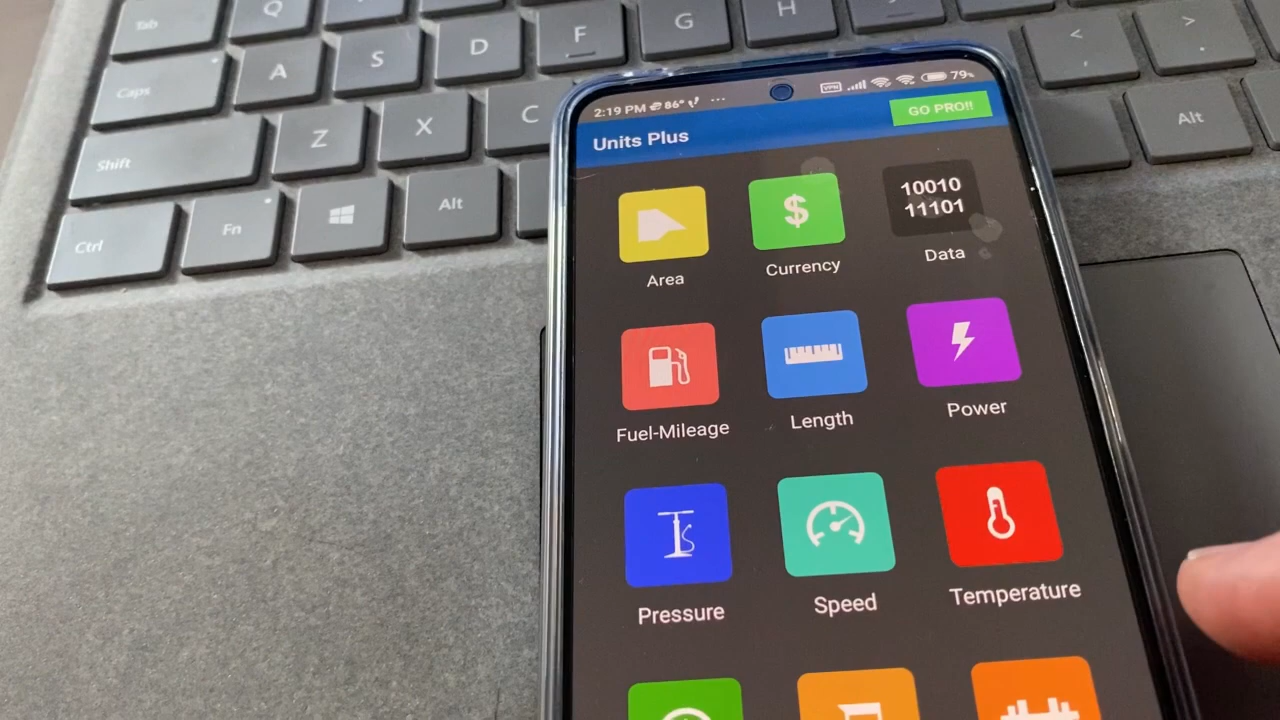 Tab
Q
G
H
Caps
A
S
D
F
<
,
>
.
Shift
Z
X
C
Alt
Ctrl
Fn
Alt
2:19 PM 86° ... VPN 79%
Units Plus
GO PRO!!
10010
11101
Area
Currency
Data
Fuel-Mileage
Length
Power
Pressure
Speed
Temperature